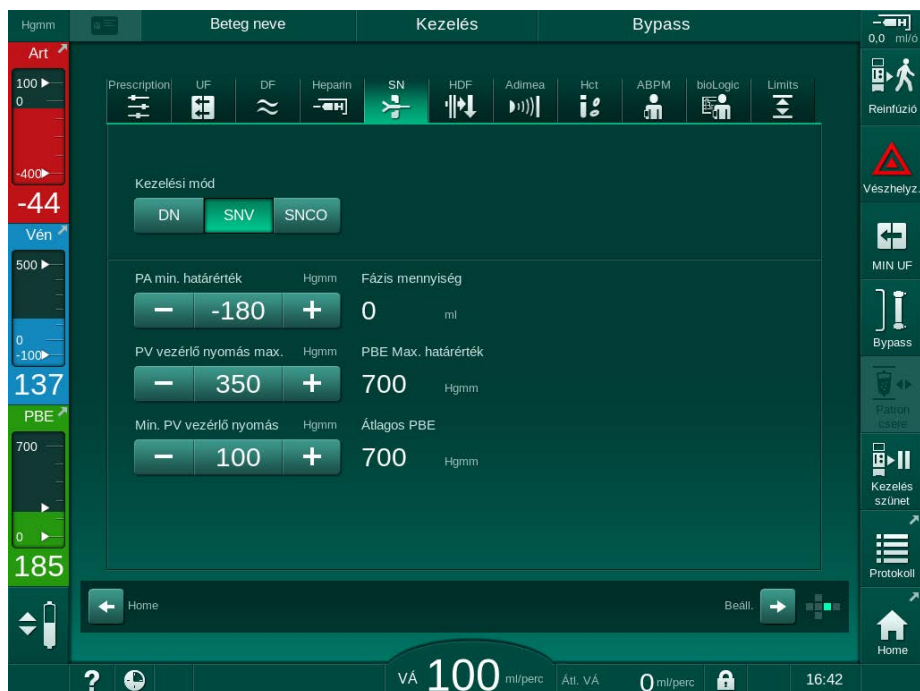 Hgmm
Beteg neve
Kezelés
Bypass
0,0 ml/ó
Art
100
0
-400
-44
Vén
500
0
-100
137
PBE
700
0
185
Prescription
UF
DF
Heparin
SN
HDF
Adimea
Hct
ABPM
bioLogic
Limits
Kezelési mód
DN SNV SNCO
PA min. határérték Hgmm Fázis mennyiség
− -180 + 0 ml
PV vezérlő nyomás max. Hgmm PBE Max. határérték
− 350 + 700 Hgmm
Min. PV vezérlő nyomás Hgmm Átlagos PBE
− 100 + 700 Hgmm
Home
Beáll.
Reinfúzió
Vészhelyz.
MIN UF
Bypass
Patron
csere
Kezelés
szünet
Protokoll
Home
? VÁ 100 ml/perc Átl. VÁ 0 ml/perc 16:42